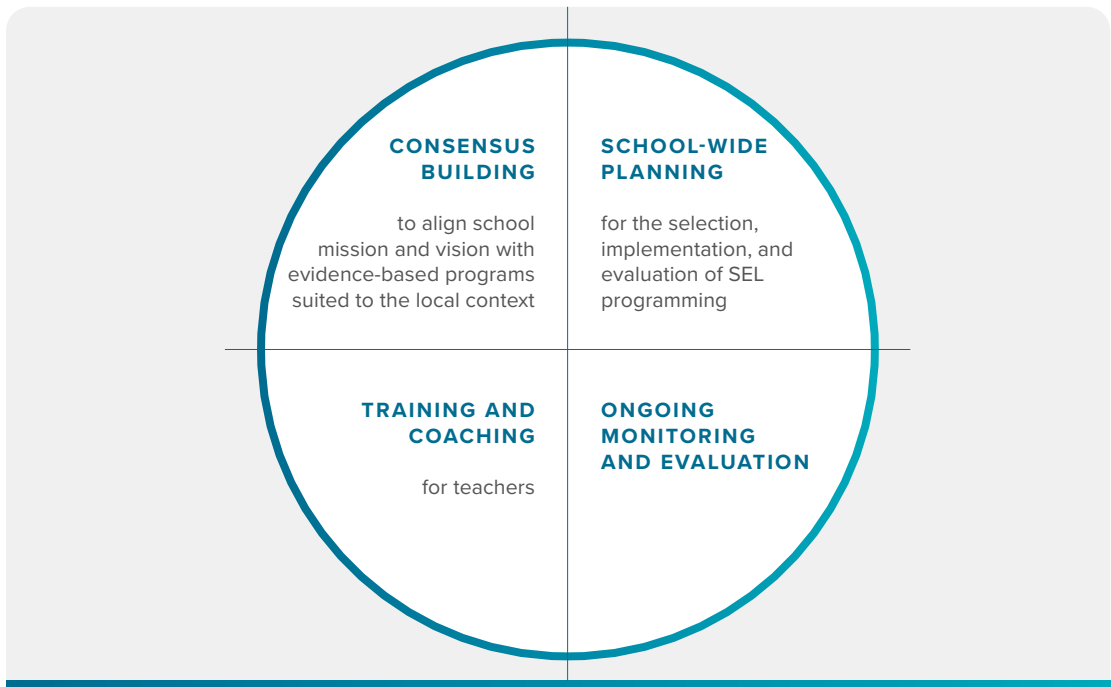 CONSENSUS
BUILDING
to align school
mission and vision with
evidence-based programs
suited to the local context
SCHOOL-WIDE
PLANNING
for the selection,
implementation, and
evaluation of SEL
programming
TRAINING AND
COACHING
for teachers
ONGOING
MONITORING
AND EVALUATION